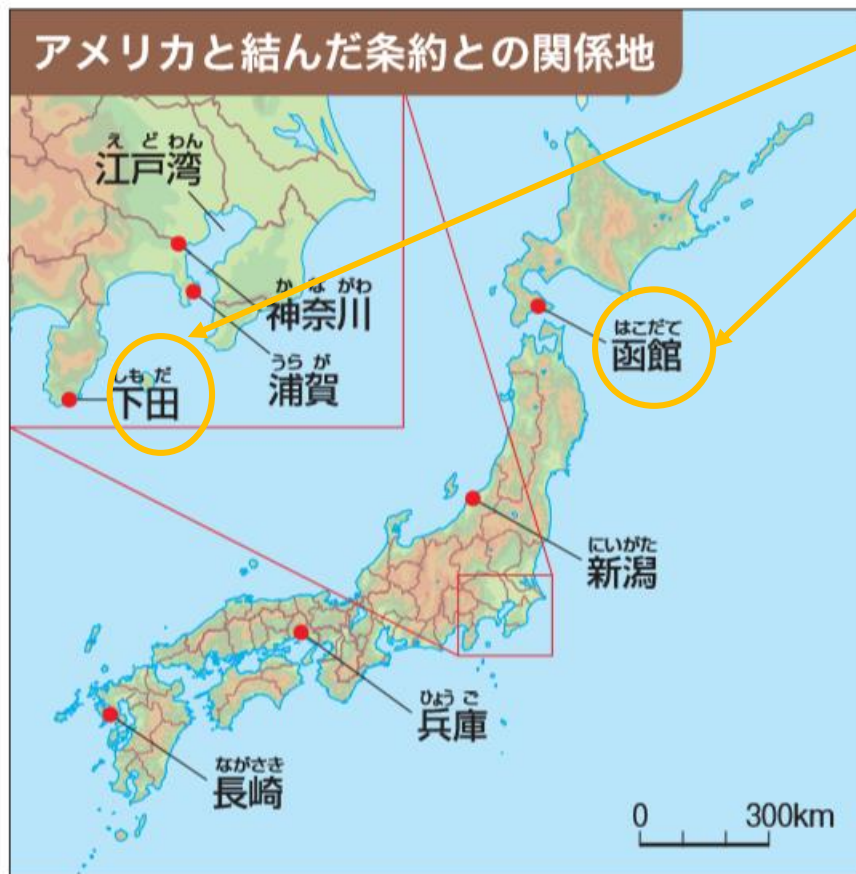 アメリカと結んだ条約との関係地
えどわん
江戸湾
かながわ
神奈川
うらが
浦賀
しもだ
下田
はこだて
函館
にいがた
新潟
ひょうご
兵庫
ながさき
長崎
0 300km